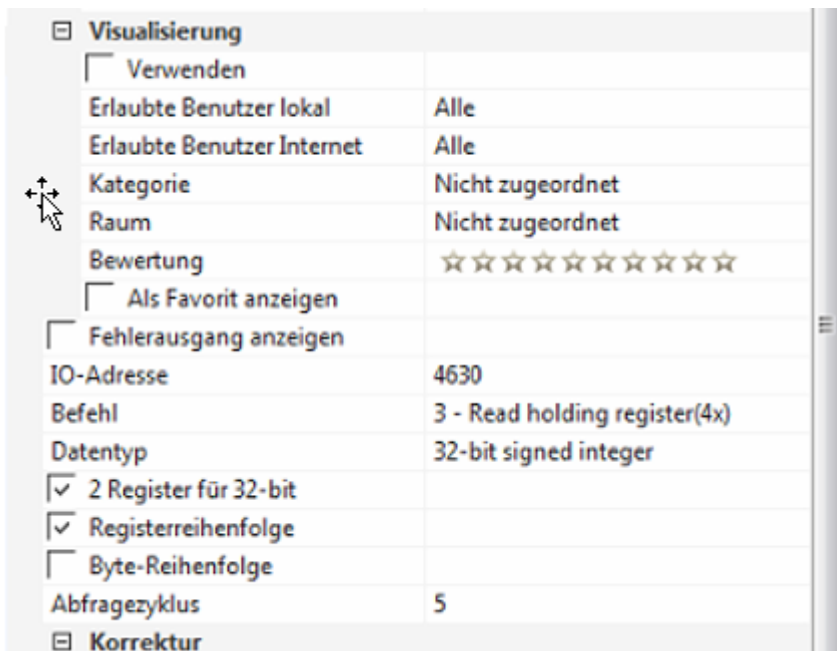 Visualisierung
Verwenden
Erlaubte Benutzer lokal Alle
Erlaubte Benutzer Internet Alle
Kategorie Nicht zugeordnet
Raum Nicht zugeordnet
Bewertung
Als Favorit anzeigen
Fehlerausgang anzeigen
IO-Adresse 4630
Befehl 3 - Read holding register(4x)
Datentyp 32-bit signed integer
2 Register für 32-bit
Registerreihenfolge
Byte-Reihenfolge
Abfragezyklus 5
Korrektur